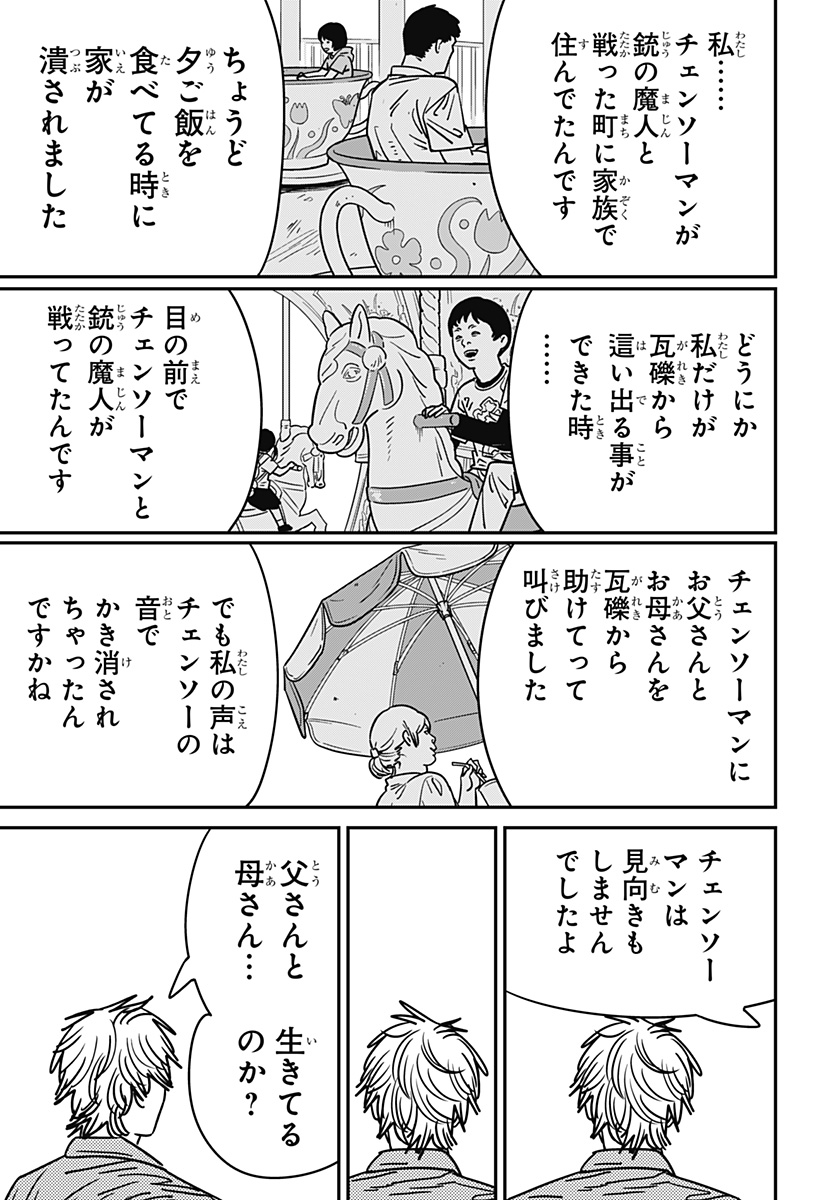 私……
チェンソーマンが
銃の魔人と
戦った町に家族で
住んでたんです
ちょうど
夕ご飯を
食べてる時に
家が
潰されました
どうにか
私だけが
瓦礫から
這い出る事が
できた時
……
目の前で
チェンソーマンと
銃の魔人が
戦ってたんです
チェンソーマンに
お父さんと
お母さんを
瓦礫から
助けてって
叫びました
でも私の声は
チェンソーの
音で
かき消され
ちゃったん
ですかね
チェンソー
マンは
見向きも
しません
でしたよ
父さんと
母さん…
生きてる
のか?